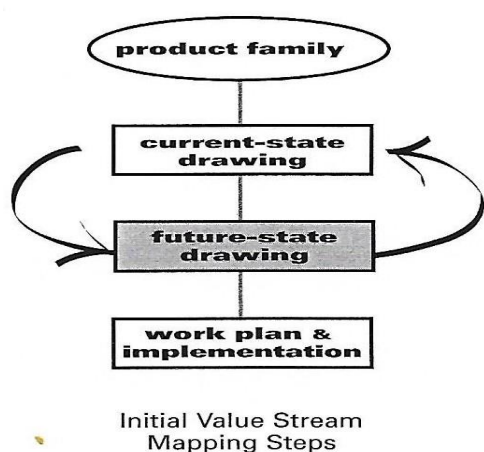 product family
current-state
drawing
future-state
drawing
work plan &
implementation
Initial Value Stream
Mapping Steps